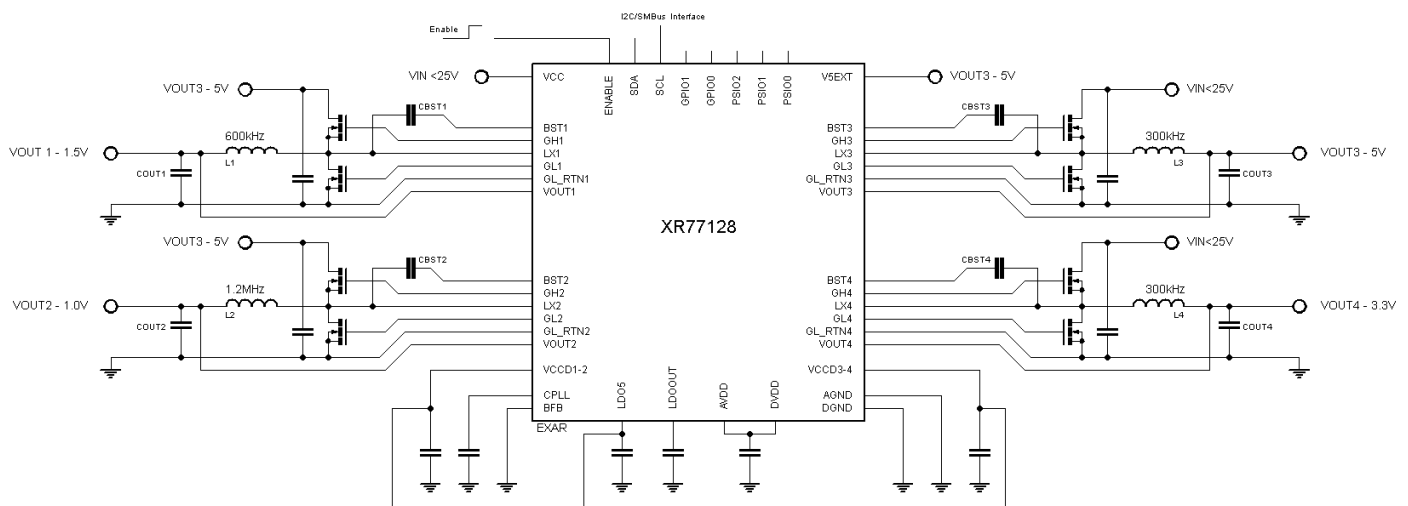 I2C/SMBus Interface
Enable
VIN <25V
VCC
ENABLE
SDA
SCL
GPIO1
GPIO0
PSIO2
PSIO1
PSIO0
V5EXT
VOUT3 - 5V
VOUT3 - 5V
CBST1
BST1
GH1
600kHz
L1
LX1
VOUT 1 - 1.5V
COUT1
GL1
GL_RTN1
VOUT1
CBST3
VIN<25V
BST3
GH3
300kHz
L3
LX3
VOUT3 - 5V
COUT3
GL3
GL_RTN3
VOUT3
XR77128
VOUT3 - 5V
CBST2
BST2
GH2
1.2MHz
L2
LX2
VOUT2 - 1.0V
COUT2
GL2
GL_RTN2
VOUT2
CBST4
VIN<25V
BST4
GH4
300kHz
L4
LX4
VOUT4 - 3.3V
COUT4
GL4
GL_RTN4
VOUT4
VCCD1-2
VCCD3-4
CPLL
BFB
LDO5
LDOOUT
AVDD
DVDD
AGND
DGND
EXAR